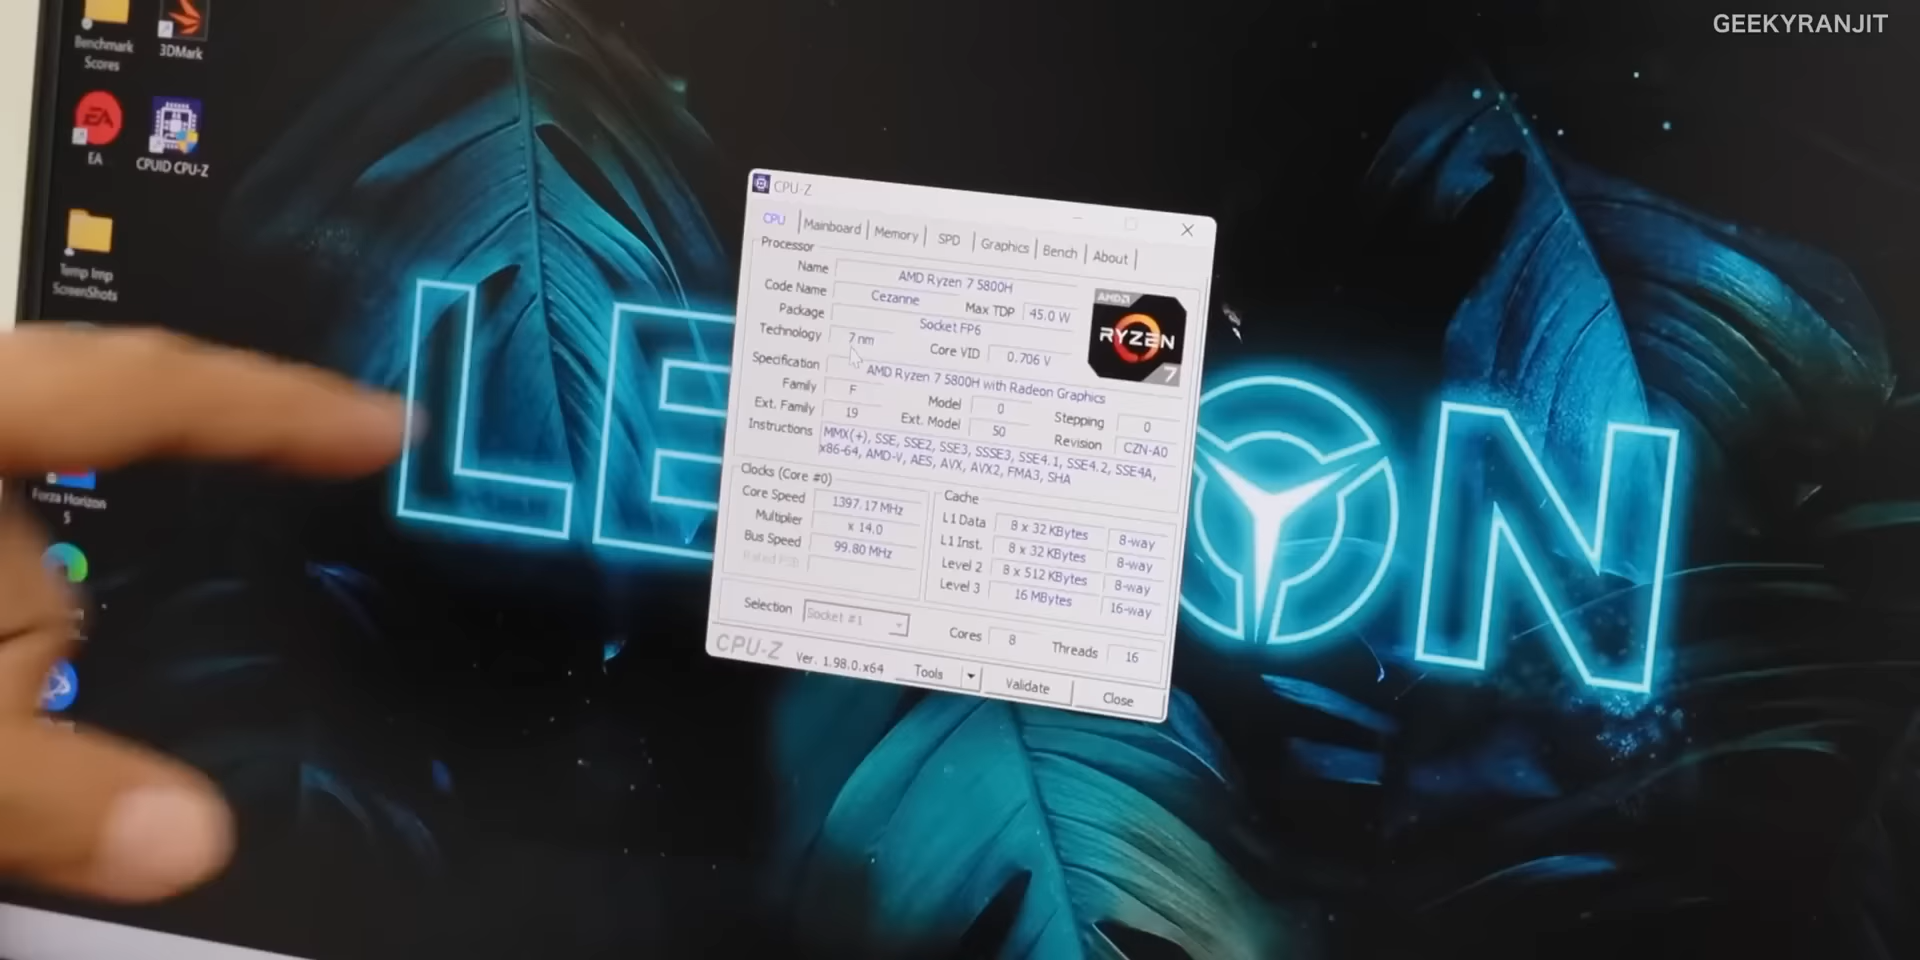 GEEKYRANJIT
Benchmark
Scores
3DMark
EA
EA
CPUID CPU-Z
Temp Imp
ScreenShots
Forza Horizon
5
LEGION
CPU-Z
CPU
Mainboard
Memory
SPD
Graphics
Bench
About
Processor
Name
AMD Ryzen 7 5800H
Code Name
Cezanne
Max TDP
45.0 W
Package
Socket FP6
Technology
7 nm
Core VID
0.706 V
AMD
RYZEN
7
Specification
AMD Ryzen 7 5800H with Radeon Graphics
Family
F
Model
0
Stepping
0
Ext. Family
19
Ext. Model
50
Revision
CZN-A0
Instructions
MMX(+), SSE, SSE2, SSE3, SSSE3, SSE4.1, SSE4.2, SSE4A,
x86-64, AMD-V, AES, AVX, AVX2, FMA3, SHA
Clocks (Core #0)
Core Speed
1397.17 MHz
Multiplier
x 14.0
Bus Speed
99.80 MHz
Rated FSB
Cache
L1 Data
8 x 32 KBytes
8-way
L1 Inst.
8 x 32 KBytes
8-way
Level 2
8 x 512 KBytes
8-way
Level 3
16 MBytes
16-way
Selection
Socket #1
Cores
8
Threads
16
CPU-Z
Ver. 1.98.0.x64
Tools
Validate
Close